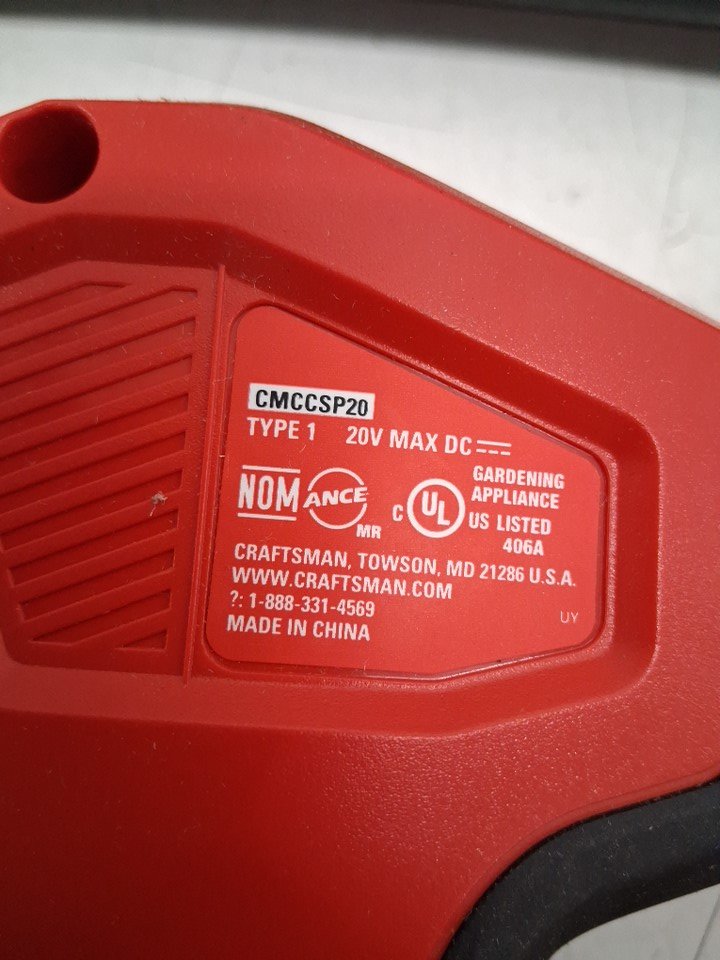 CMCCSP20
TYPE 1 20V MAX DC
NOM ANCE MR
C UL US LISTED
GARDENING
APPLIANCE
406A
CRAFTSMAN, TOWSON, MD 21286 U.S.A.
WWW.CRAFTSMAN.COM
?: 1-888-331-4569
MADE IN CHINA
UY